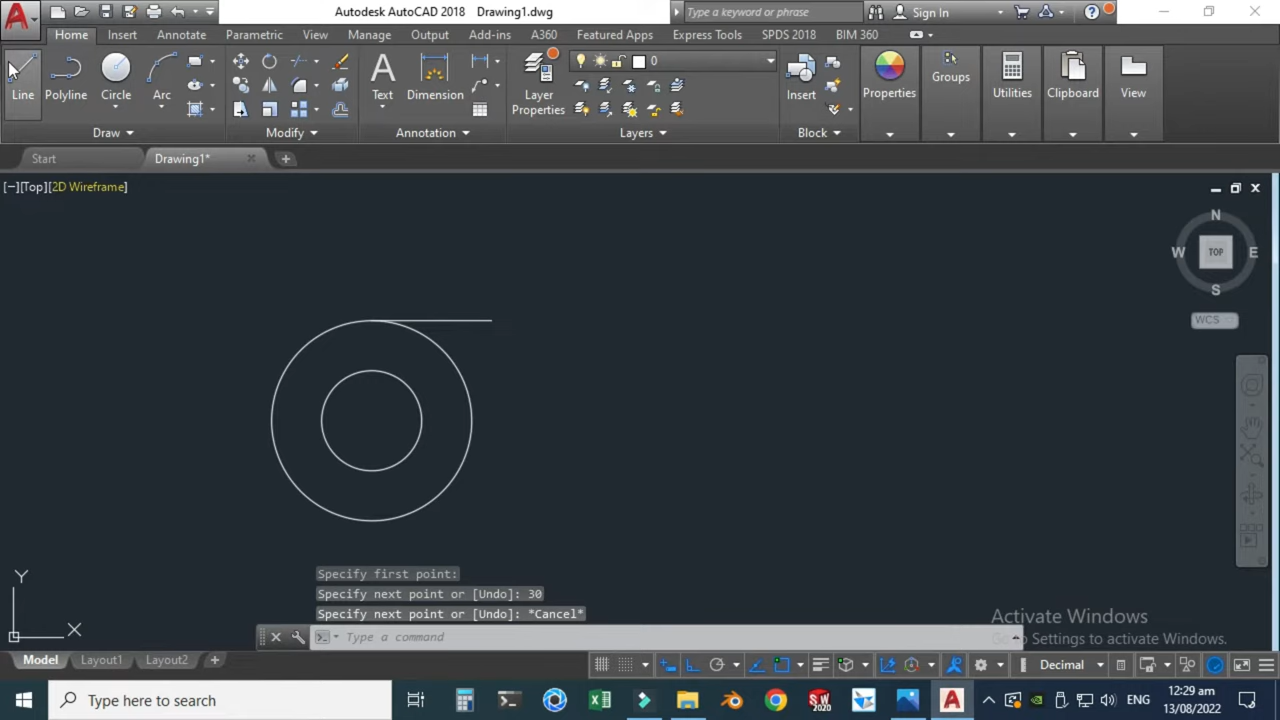 Autodesk AutoCAD 2018 Drawing1.dwg
Type a keyword or phrase
Sign In
Home Insert Annotate Parametric View Manage Output Add-ins A360 Featured Apps Express Tools SPDS 2018 BIM 360
Line Polyline Circle Arc
Text Dimension
Layer
Properties
0
Insert
Properties
Groups
Utilities
Clipboard
View
Draw Modify Annotation Layers Block
Start Drawing1*
[−][Top][2D Wireframe]
N
W TOP E
S
WCS
Specify first point:
Specify next point or [Undo]: 30
Specify next point or [Undo]: *Cancel*
Type a command
Y
X
Activate Windows
Go to Settings to activate Windows.
Model Layout1 Layout2
Decimal
Type here to search
SW
2020
ENG
12:29 am
13/08/2022